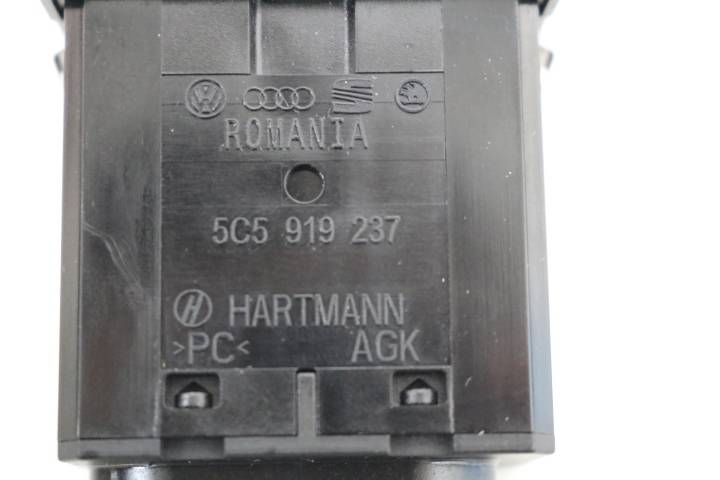 ROMANIA
5C5 919 237
HARTMANN
>PC< AGK